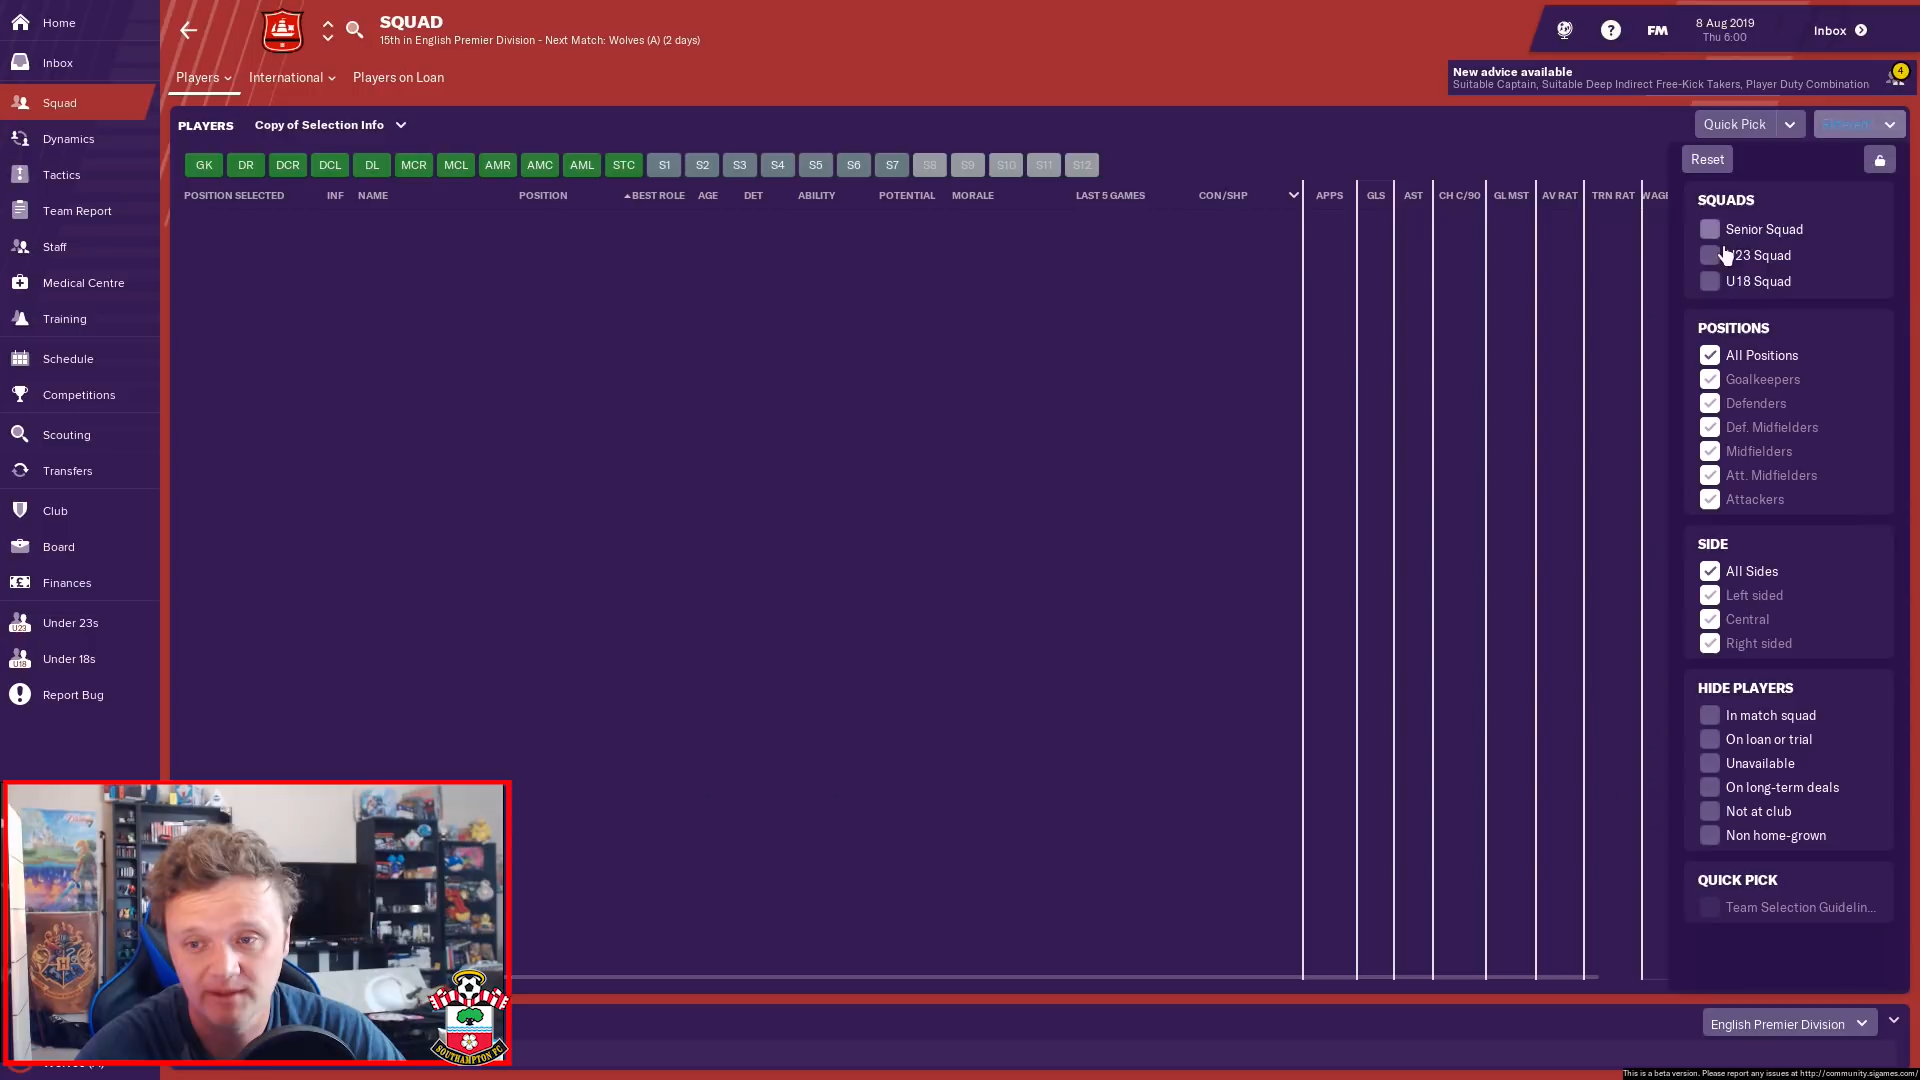 Home
Inbox
Squad
Dynamics
Tactics
Team Report
Staff
Medical Centre
Training
Schedule
Competitions
Scouting
Transfers
Club
Board
Finances
U23
Under 23s
U18
Under 18s
Report Bug
SQUAD
15th in English Premier Division - Next Match: Wolves (A) (2 days)
FM
8 Aug 2019
Thu 6:00
Inbox
Players
International
Players on Loan
New advice available
Suitable Captain, Suitable Deep Indirect Free-Kick Takers, Player Duty Combination
4
PLAYERS
Copy of Selection Info
Quick Pick
GK DR DCR DCL DL MCR MCL AMR AMC AML STC S1 S2 S3 S4 S5 S6 S7 S8 S9 S10 S11 S12
POSITION SELECTED INF NAME POSITION BEST ROLE AGE DET ABILITY POTENTIAL MORALE LAST 5 GAMES CON/SHP APPS GLS AST CH C/90 GL MST AV RAT TRN RAT WAGE
Reset
SQUADS
Senior Squad
23 Squad
U18 Squad
POSITIONS
All Positions
Goalkeepers
Defenders
Def. Midfielders
Midfielders
Att. Midfielders
Attackers
SIDE
All Sides
Left sided
Central
Right sided
HIDE PLAYERS
In match squad
On loan or trial
Unavailable
On long-term deals
Not at club
Non home-grown
QUICK PICK
Team Selection Guidelin...
English Premier Division
SOUTHAMPTON FC
This is a beta version. Please report any issues at http://community.sigames.com/